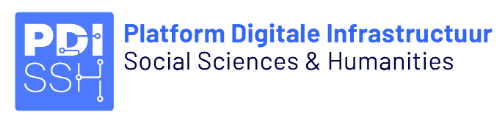 PDI
SSH
Platform Digitale Infrastructuur
Social Sciences & Humanities